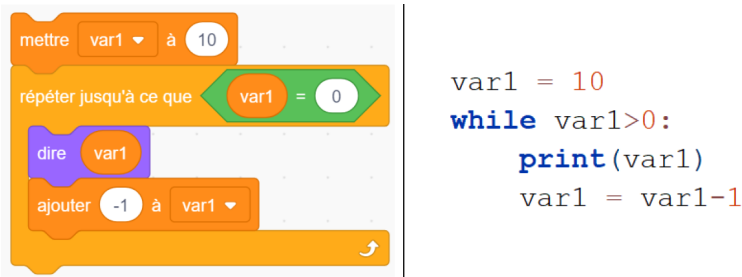 mettre var1 à 10
répéter jusqu'à ce que var1 = 0
dire var1
ajouter -1 à var1
var1 = 10
while var1>0:
print(var1)
var1 = var1-1